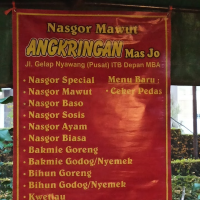 Nasgor Mawut
ANGKRINGAN Mas Jo
Jl. Gelap Nyawang (Pusat) ITB Depan MBA
• Nasgor Special Menu Baru :
• Nasgor Mawut • Ceker Pedas
• Nasgor Baso
• Nasgor Sosis
• Nasgor Ayam
• Nasgor Biasa
• Bakmie Goreng
• Bakmie Godog/Nyemek
• Bihun Goreng
• Bihun Godog/Nyemek
• Kwetiau